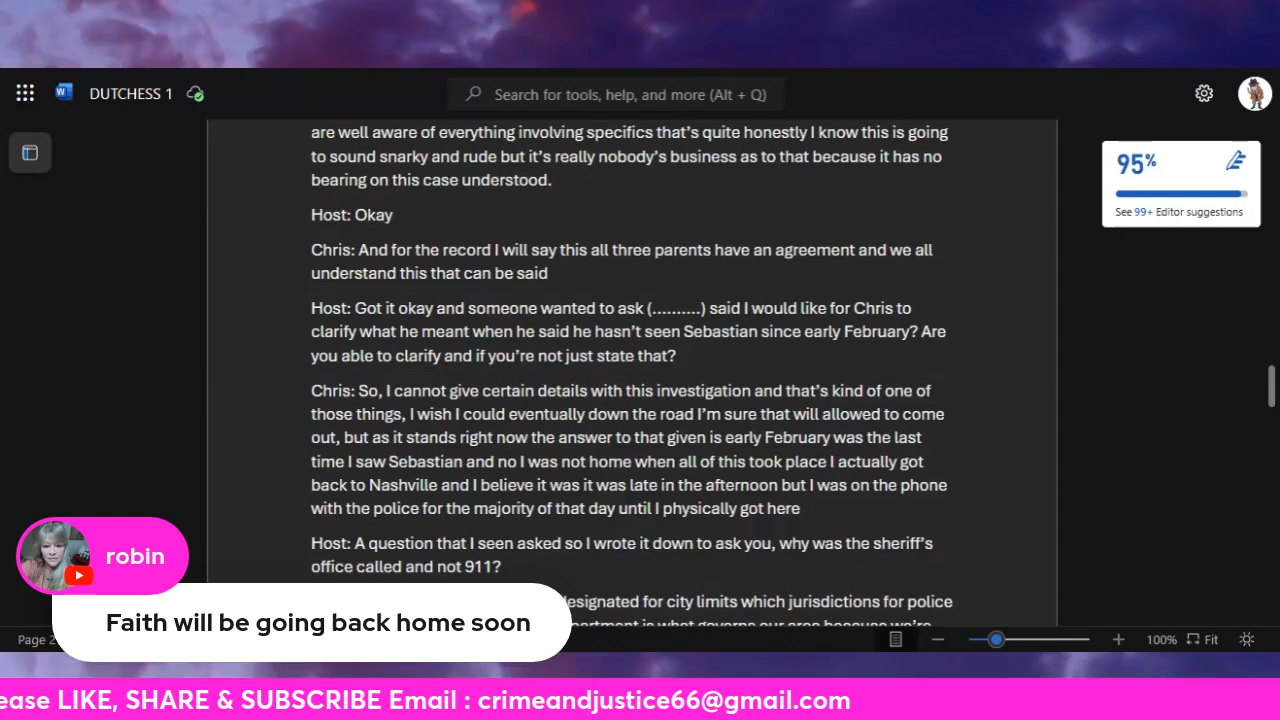 DUTCHESS 1
Search for tools, help, and more (Alt + Q)
are well aware of everything involving specifics that's quite honestly I know this is going
to sound snarky and rude but it's really nobody's business as to that because it has no
bearing on this case understood.
95%
See 99+ Editor suggestions
Host: Okay
Chris: And for the record I will say this all three parents have an agreement and we all
understand this that can be said
Host: Got it okay and someone wanted to ask (..........) said I would like for Chris to
clarify what he meant when he said he hasn't seen Sebastian since early February? Are
you able to clarify and if you're not just state that?
Chris: So, I cannot give certain details with this investigation and that's kind of one of
those things, I wish I could eventually down the road I'm sure that will allowed to come
out, but as it stands right now the answer to that given is early February was the last
time I saw Sebastian and no I was not home when all of this took place I actually got
back to Nashville and I believe it was it was late in the afternoon but I was on the phone
with the police for the majority of that day until I physically got here
Host: A question that I seen asked so I wrote it down to ask you, why was the sheriff's
office called and not 911?
designated for city limits which jurisdictions for police
robin
Faith will be going back home soon
Page 2
100%
Fit
ease LIKE, SHARE & SUBSCRIBE Email : crimeandjustice66@gmail.com